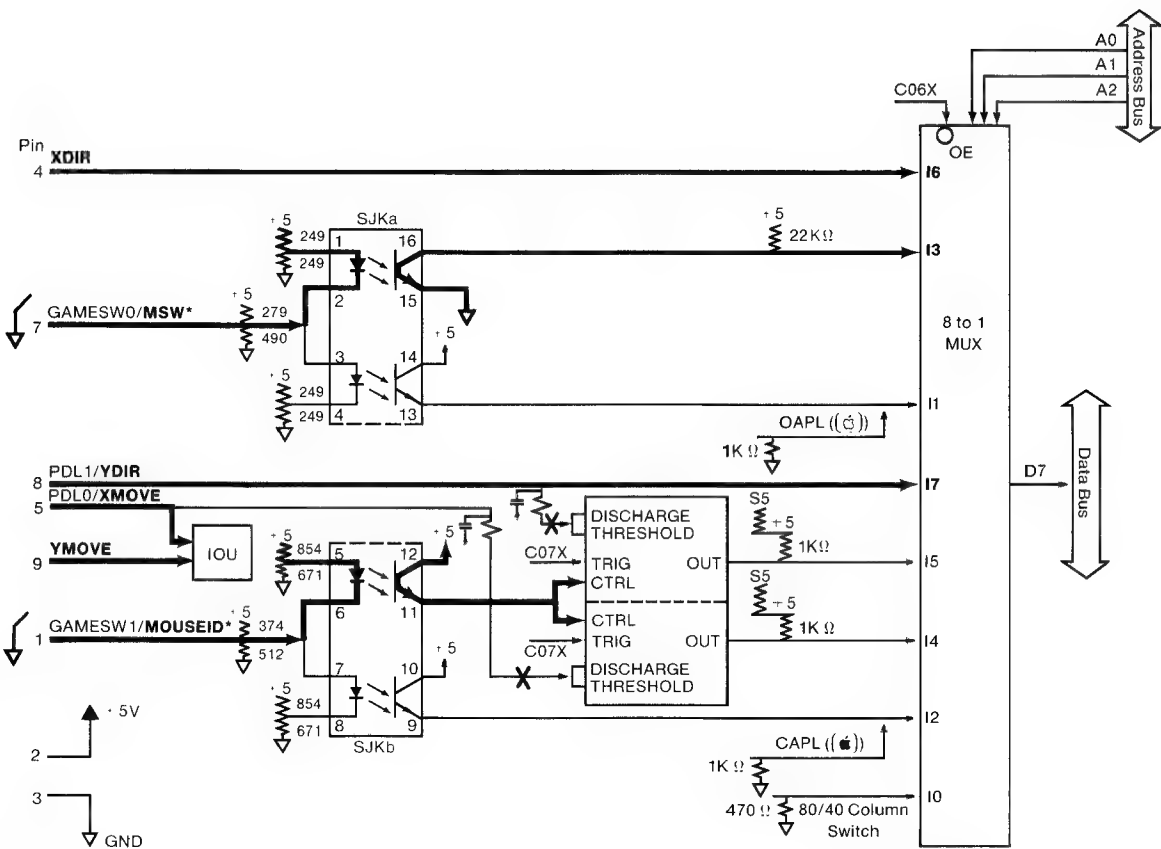 A0
A1
A2
Address Bus
C06X
OE
Pin
4 XDIR
I6
SJKa
+ 5
249
249
1
16
+ 5
22KΩ
I3
2
15
7 GAMESW0/MSW*
+ 5
279
490
8 to 1
MUX
3
14
+ 5
+ 5
249
249
4
13
I1
OAPL (())
1K Ω
8 PDL1/YDIR
I7
D7
Data Bus
5 PDL0/XMOVE
IOU
9 YMOVE
+ 5
854
671
5
12
+ 5
6
11
DISCHARGE
THRESHOLD
C07X
TRIG
OUT
CTRL
S5
+ 5
1KΩ
I5
1 GAMESW1/MOUSEID*
+ 5
374
512
CTRL
TRIG
OUT
C07X
DISCHARGE
THRESHOLD
S5
+ 5
1KΩ
I4
7
10
+ 5
+ 5
854
671
8
9
I2
SJKb
CAPL (())
1K Ω
2
+ 5V
3
GND
I0
470 Ω
80/40 Column
Switch